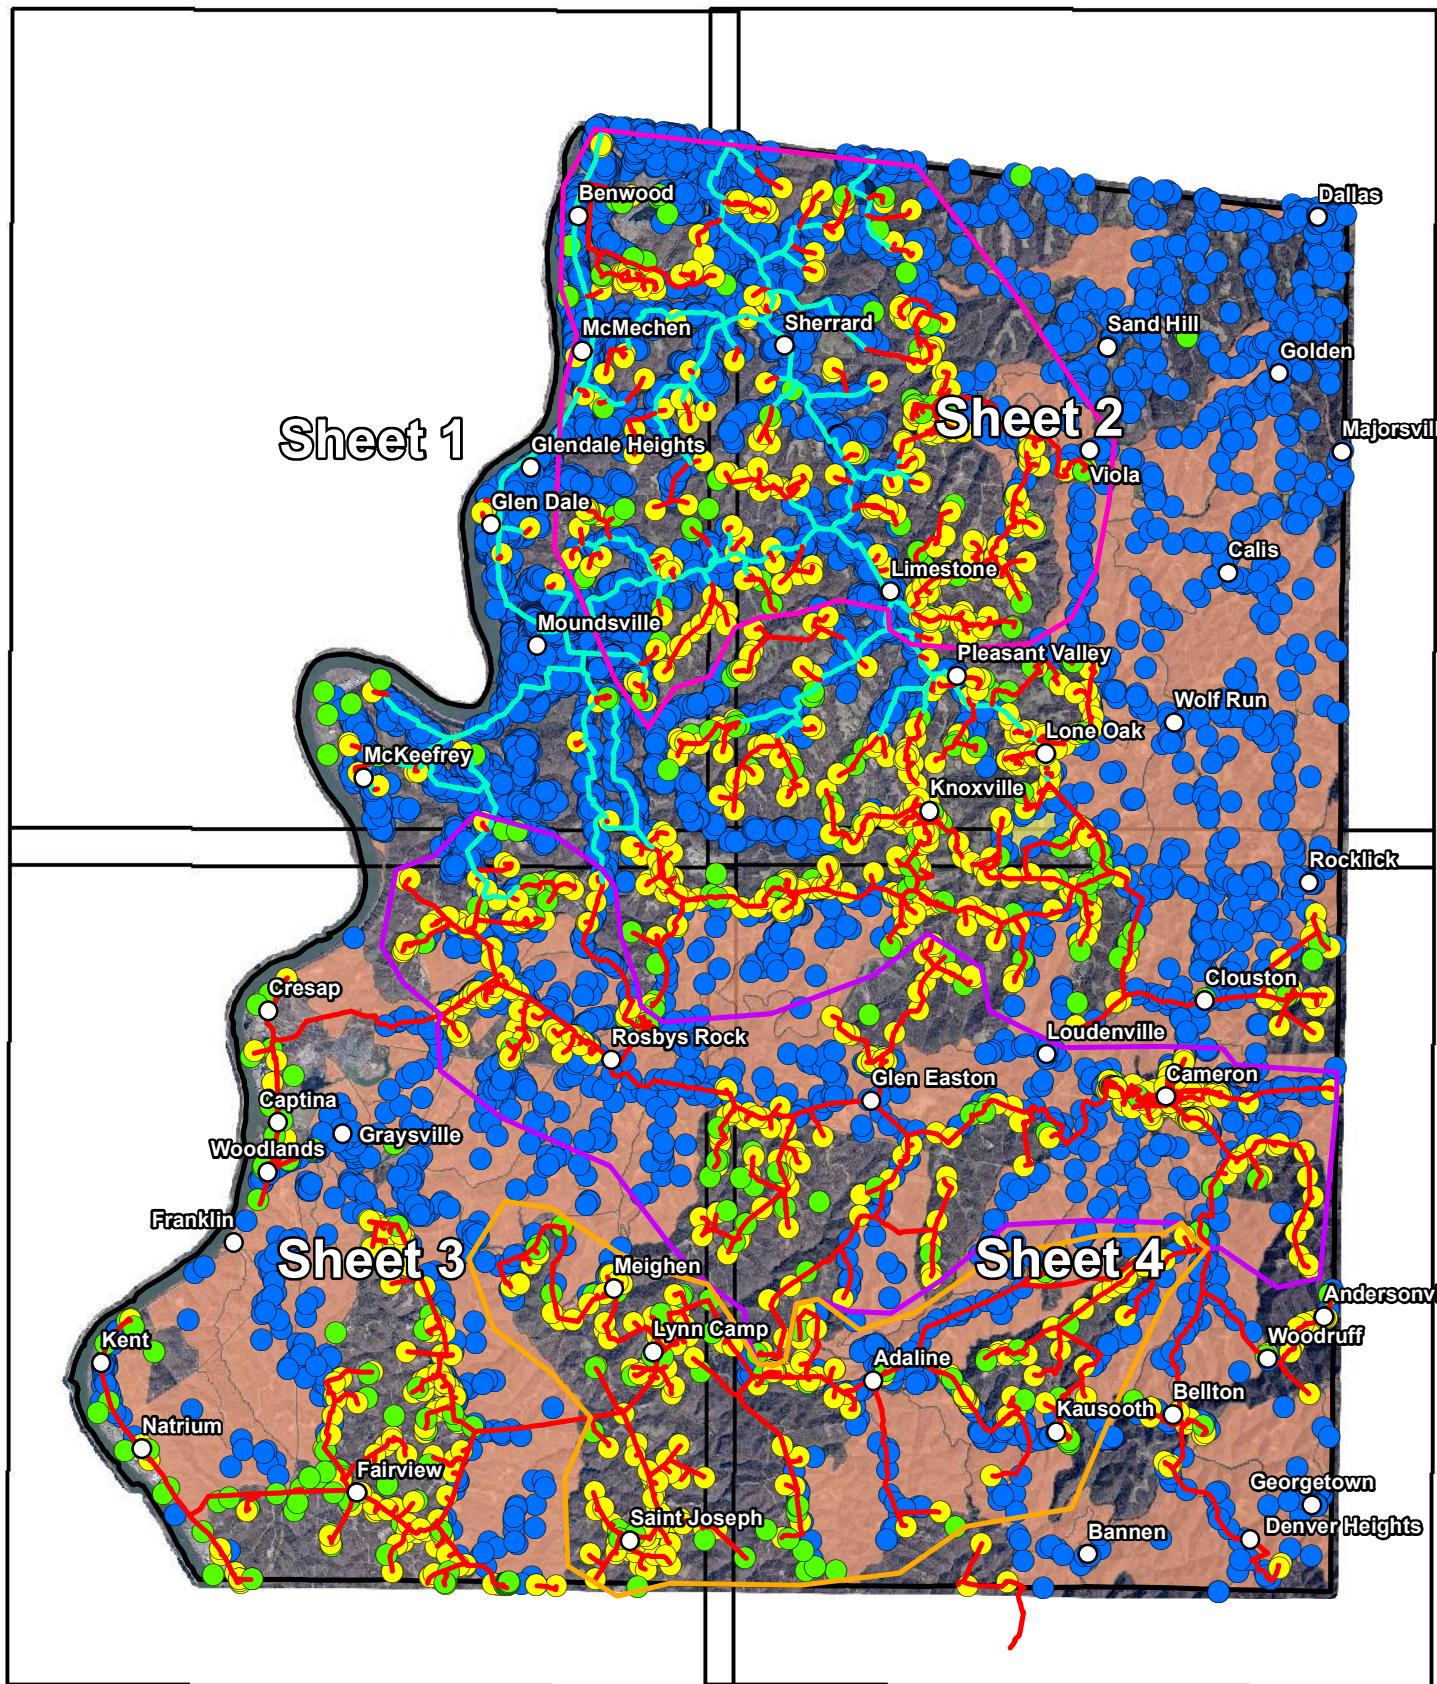 Benwood
Dallas
McMechen
Sherrard
Sand Hill
Golden
Sheet 1
Sheet 2
Majorsvill
Glendale Heights
Viola
Glen Dale
Calis
Limestone
Moundsville
Pleasant Valley
Wolf Run
Lone Oak
McKeefrey
Knoxville
Rocklick
Cresap
Clouston
Rosbys Rock
Loudenville
Glen Easton
Cameron
Captina
Graysville
Woodlands
Franklin
Sheet 3
Sheet 4
Meighen
Andersonvi
Lynn Camp
Kent
Adaline
Woodruff
Bellton
Kausooth
Natrium
Fairview
Georgetown
Saint Joseph
Bannen
Denver Heights